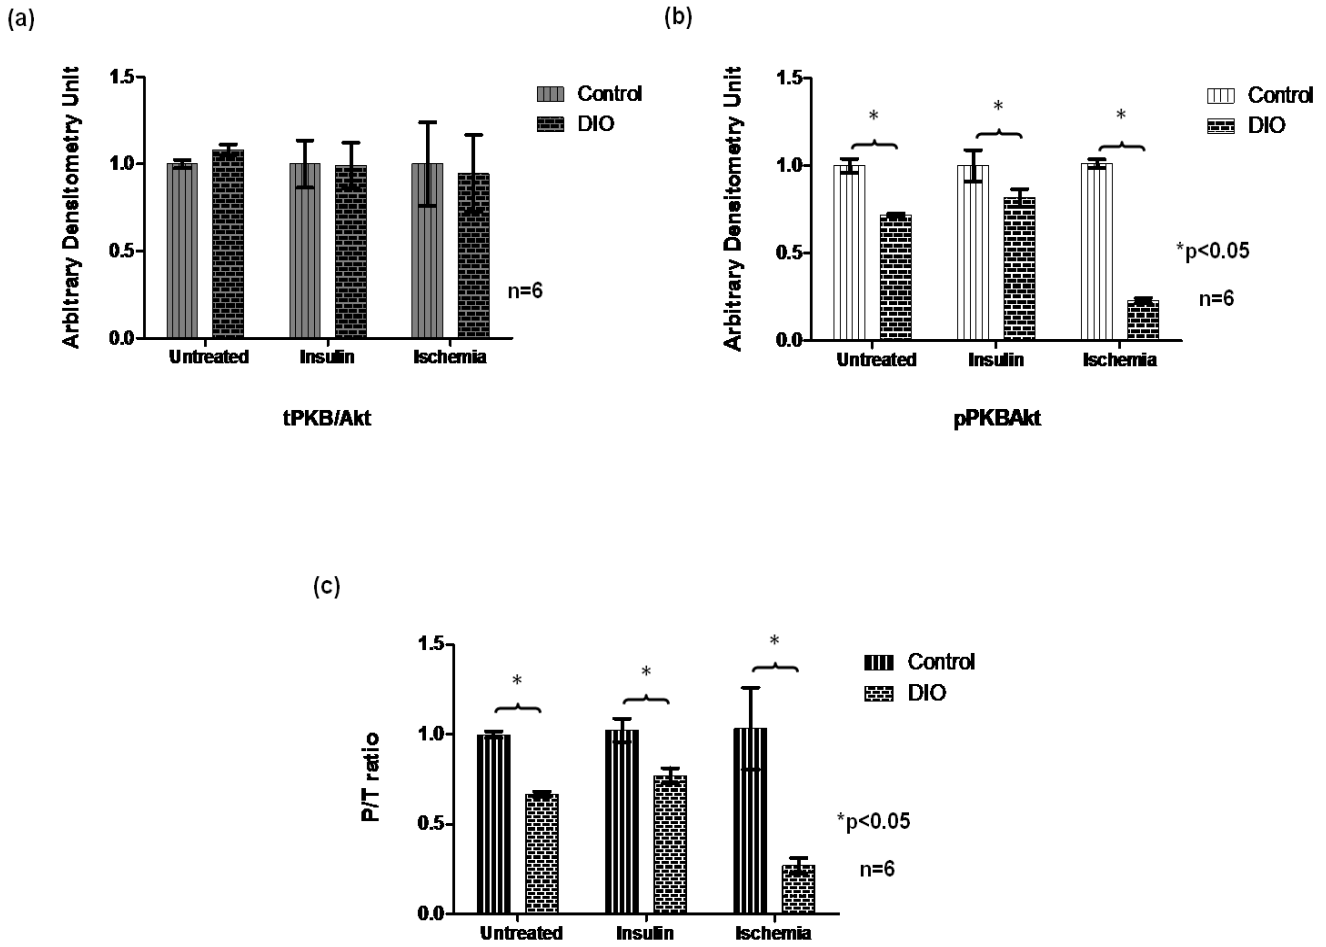 (a)
Arbitrary Densitometry Unit
1.5
1.0
0.5
0.0
Untreated
Insulin
Ischemia
tPKB/Akt
Control
DIO
n=6
(b)
Arbitrary Densitometry Unit
1.5
1.0
0.5
0.0
*
*
*
Untreated
Insulin
Ischemia
pPKBAkt
Control
DIO
*p<0.05
n=6
(c)
P/T ratio
1.5
1.0
0.5
0.0
*
*
*
Untreated
Insulin
Ischemia
Control
DIO
*p<0.05
n=6